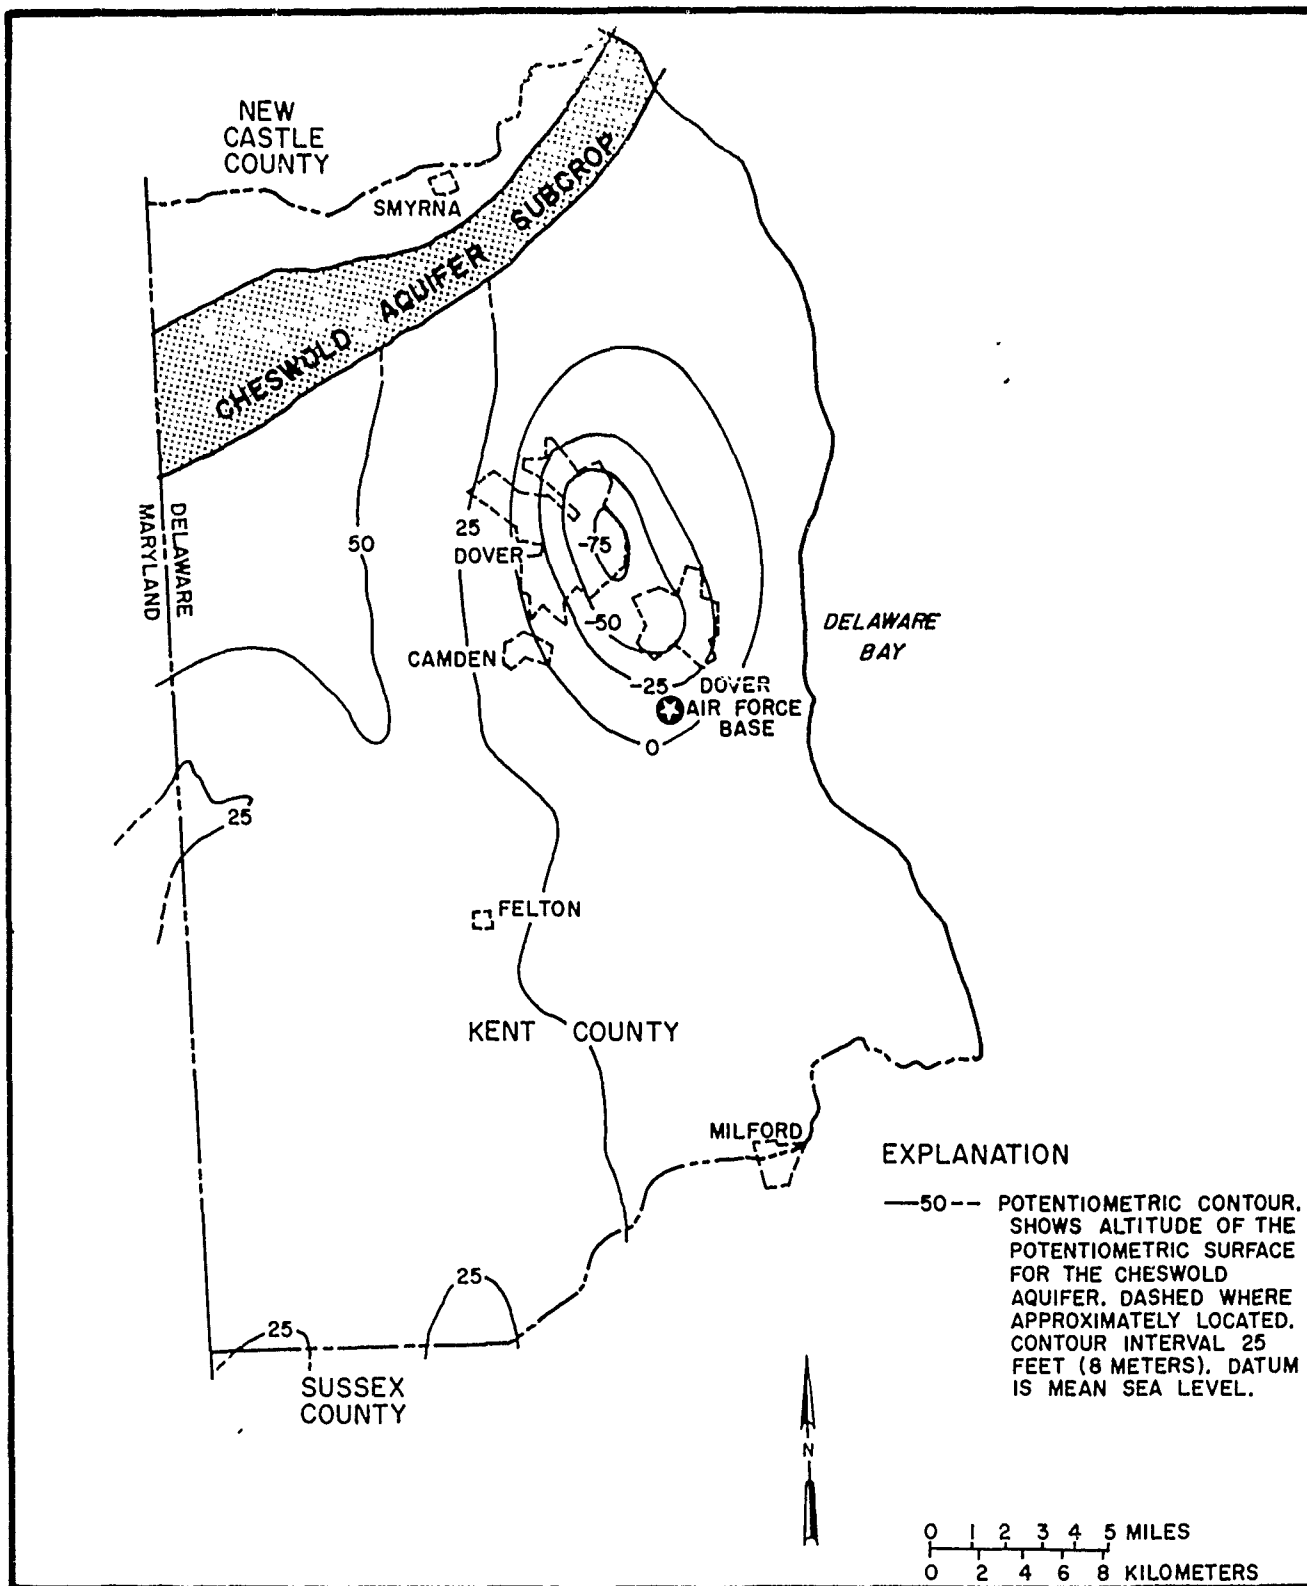 NEW
CASTLE
COUNTY
SMYRNA
CHESWOLD AQUIFER SUBCROP
MARYLAND
DELAWARE
50
25
DOVER
-75
-50
CAMDEN
-25
DOVER
AIR FORCE
BASE
0
DELAWARE
BAY
25
FELTON
KENT COUNTY
MILFORD
25
25
SUSSEX
COUNTY
EXPLANATION
—50-- POTENTIOMETRIC CONTOUR.
SHOWS ALTITUDE OF THE
POTENTIOMETRIC SURFACE
FOR THE CHESWOLD
AQUIFER. DASHED WHERE
APPROXIMATELY LOCATED.
CONTOUR INTERVAL 25
FEET (8 METERS). DATUM
IS MEAN SEA LEVEL.
N
0 1 2 3 4 5 MILES
0 2 4 6 8 KILOMETERS